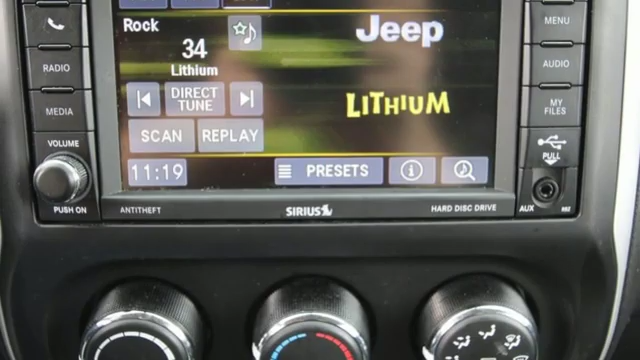 Rock
34
Lithium
Jeep
LITHIUM
DIRECT
TUNE
SCAN
REPLAY
11:19
PRESETS
RADIO
MEDIA
VOLUME
PUSH ON
MENU
AUDIO
MY
FILES
PULL
AUX
ANTITHEFT
SIRIUS
HARD DISC DRIVE